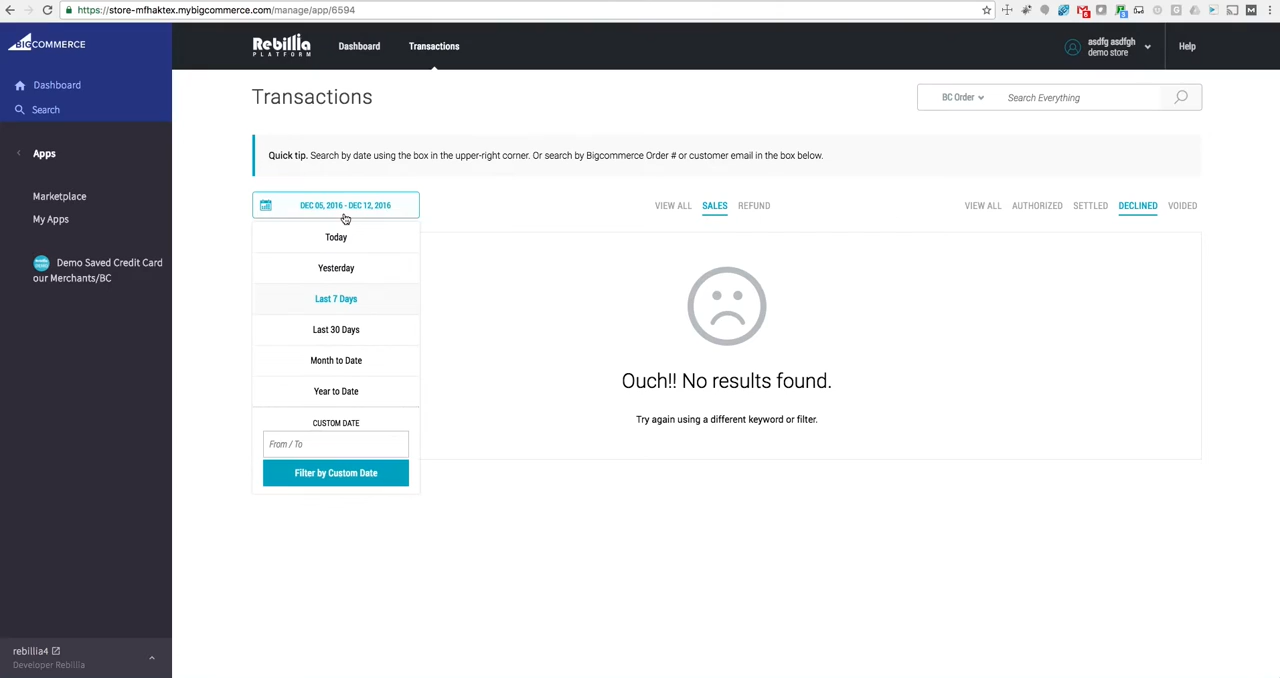 https://store-mfhaktex.mybigcommerce.com/manage/app/6594
BIGCOMMERCE
Rebillia
PLATFORM
Dashboard
Transactions
asdfg asdfgh
demo store
Help
Dashboard
Search
Apps
Marketplace
My Apps
Demo Saved Credit Card
our Merchants/BC
rebillia4
Developer Rebillia
Transactions
BC Order
Search Everything
Quick tip. Search by date using the box in the upper-right corner. Or search by Bigcommerce Order # or customer email in the box below.
DEC 05, 2016 - DEC 12, 2016
VIEW ALL SALES REFUND
VIEW ALL AUTHORIZED SETTLED DECLINED VOIDED
Today
Yesterday
Last 7 Days
Last 30 Days
Month to Date
Year to Date
CUSTOM DATE
From / To
Filter by Custom Date
Ouch!! No results found.
Try again using a different keyword or filter.